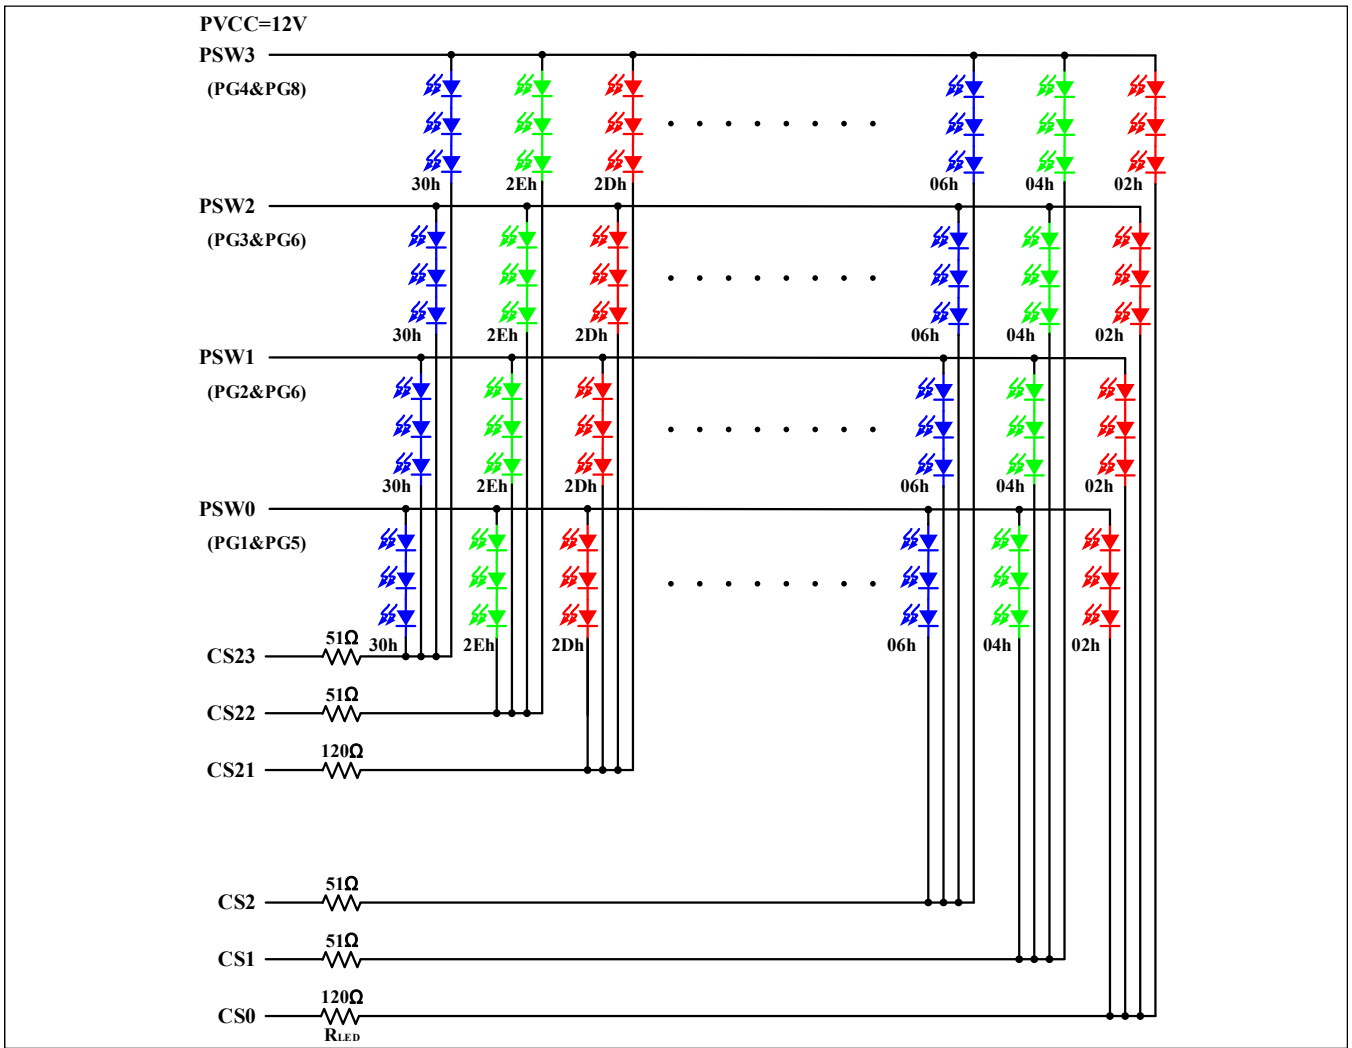 PVCC=12V
PSW3
(PG4&PG8)
30h 2Eh 2Dh 06h 04h 02h
PSW2
(PG3&PG6)
30h 2Eh 2Dh 06h 04h 02h
PSW1
(PG2&PG6)
30h 2Eh 2Dh 06h 04h 02h
PSW0
(PG1&PG5)
30h 2Eh 2Dh 06h 04h 02h
51Ω
CS23
51Ω
CS22
120Ω
CS21
51Ω
CS2
51Ω
CS1
120Ω
CS0
RLED